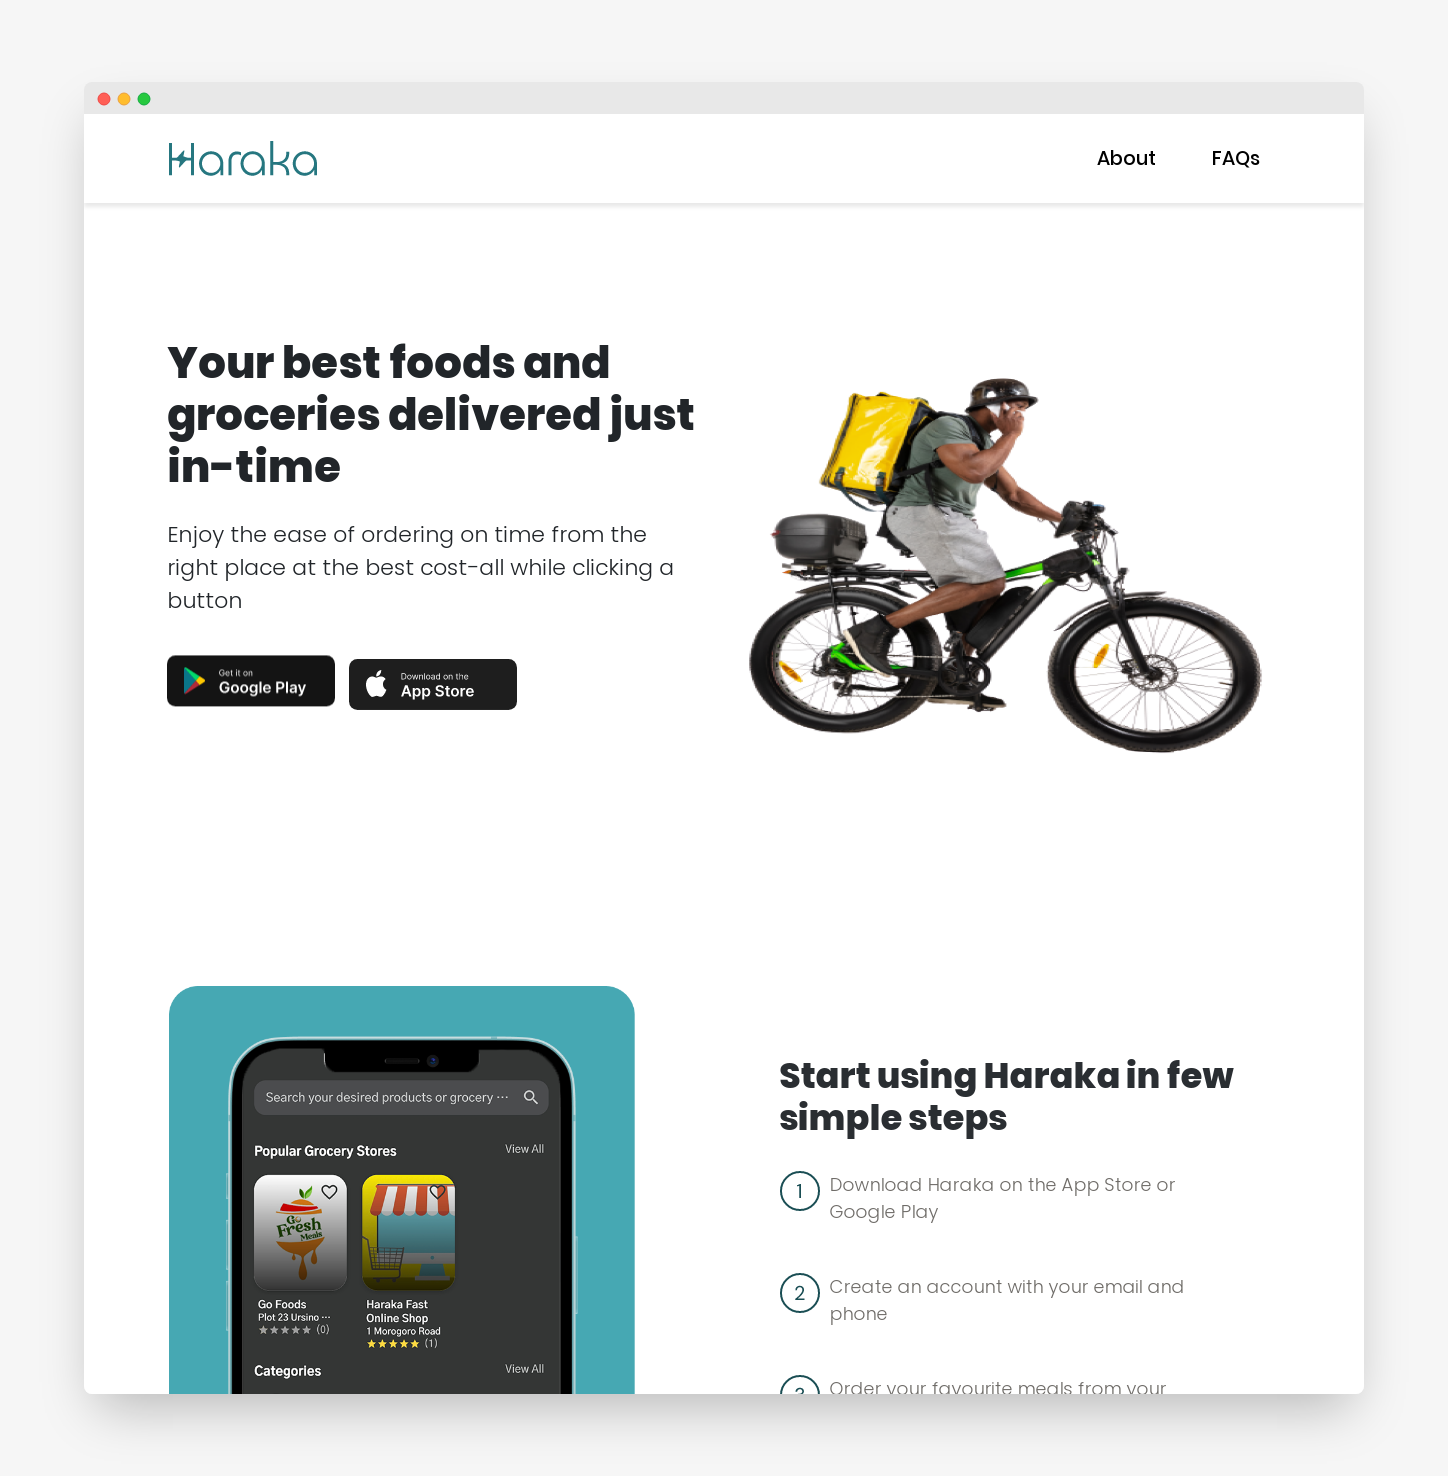 Haraka
About
FAQs
Your best foods and
groceries delivered just
in-time
Enjoy the ease of ordering on time from the
right place at the best cost-all while clicking a
button
Get it on
Google Play
Download on the
App Store
Search your desired products or grocery ...
Popular Grocery Stores
View All
Go
Fresh
Meals
Go Foods
Plot 23 Ursino ...
(0)
Haraka Fast
Online Shop
1 Morogoro Road
(1)
Categories
View All
Start using Haraka in few
simple steps
1
Download Haraka on the App Store or
Google Play
2
Create an account with your email and
phone
3
Order your favourite meals from your